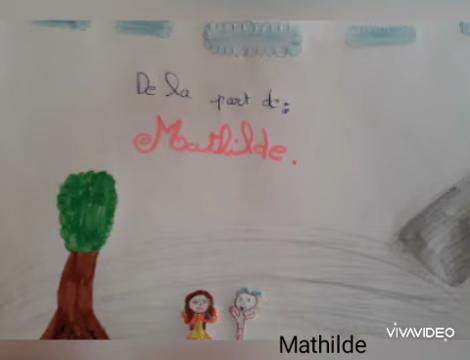 De la part de :
Mathilde.
Mathilde
VIVAVIDEO